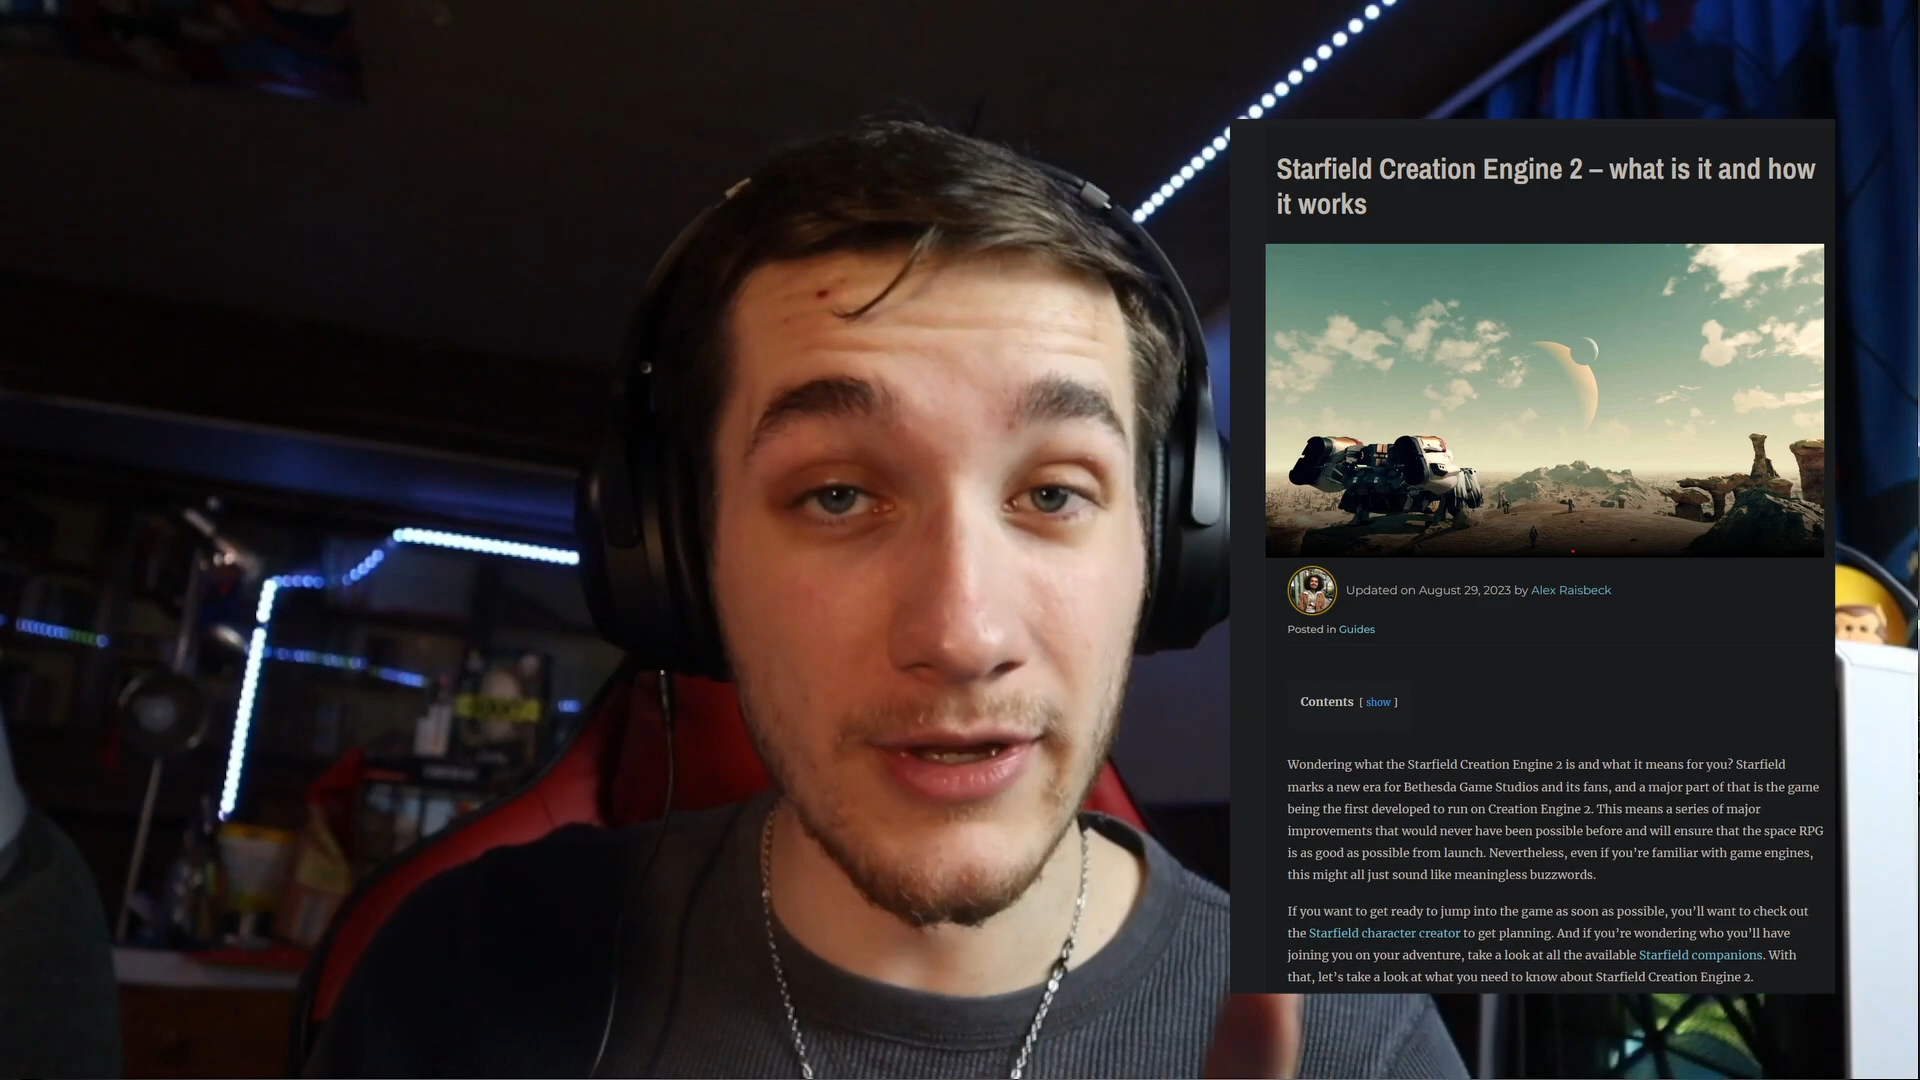 Starfield Creation Engine 2 – what is it and how
it works
Updated on August 29, 2023 by Alex Raisbeck
Posted in Guides
Contents [ show ]
Wondering what the Starfield Creation Engine 2 is and what it means for you? Starfield
marks a new era for Bethesda Game Studios and its fans, and a major part of that is the game
being the first developed to run on Creation Engine 2. This means a series of major
improvements that would never have been possible before and will ensure that the space RPG
is as good as possible from launch. Nevertheless, even if you’re familiar with game engines,
this might all just sound like meaningless buzzwords.
If you want to get ready to jump into the game as soon as possible, you’ll want to check out
the Starfield character creator to get planning. And if you’re wondering who you’ll have
joining you on your adventure, take a look at all the available Starfield companions. With
that, let’s take a look at what you need to know about Starfield Creation Engine 2.